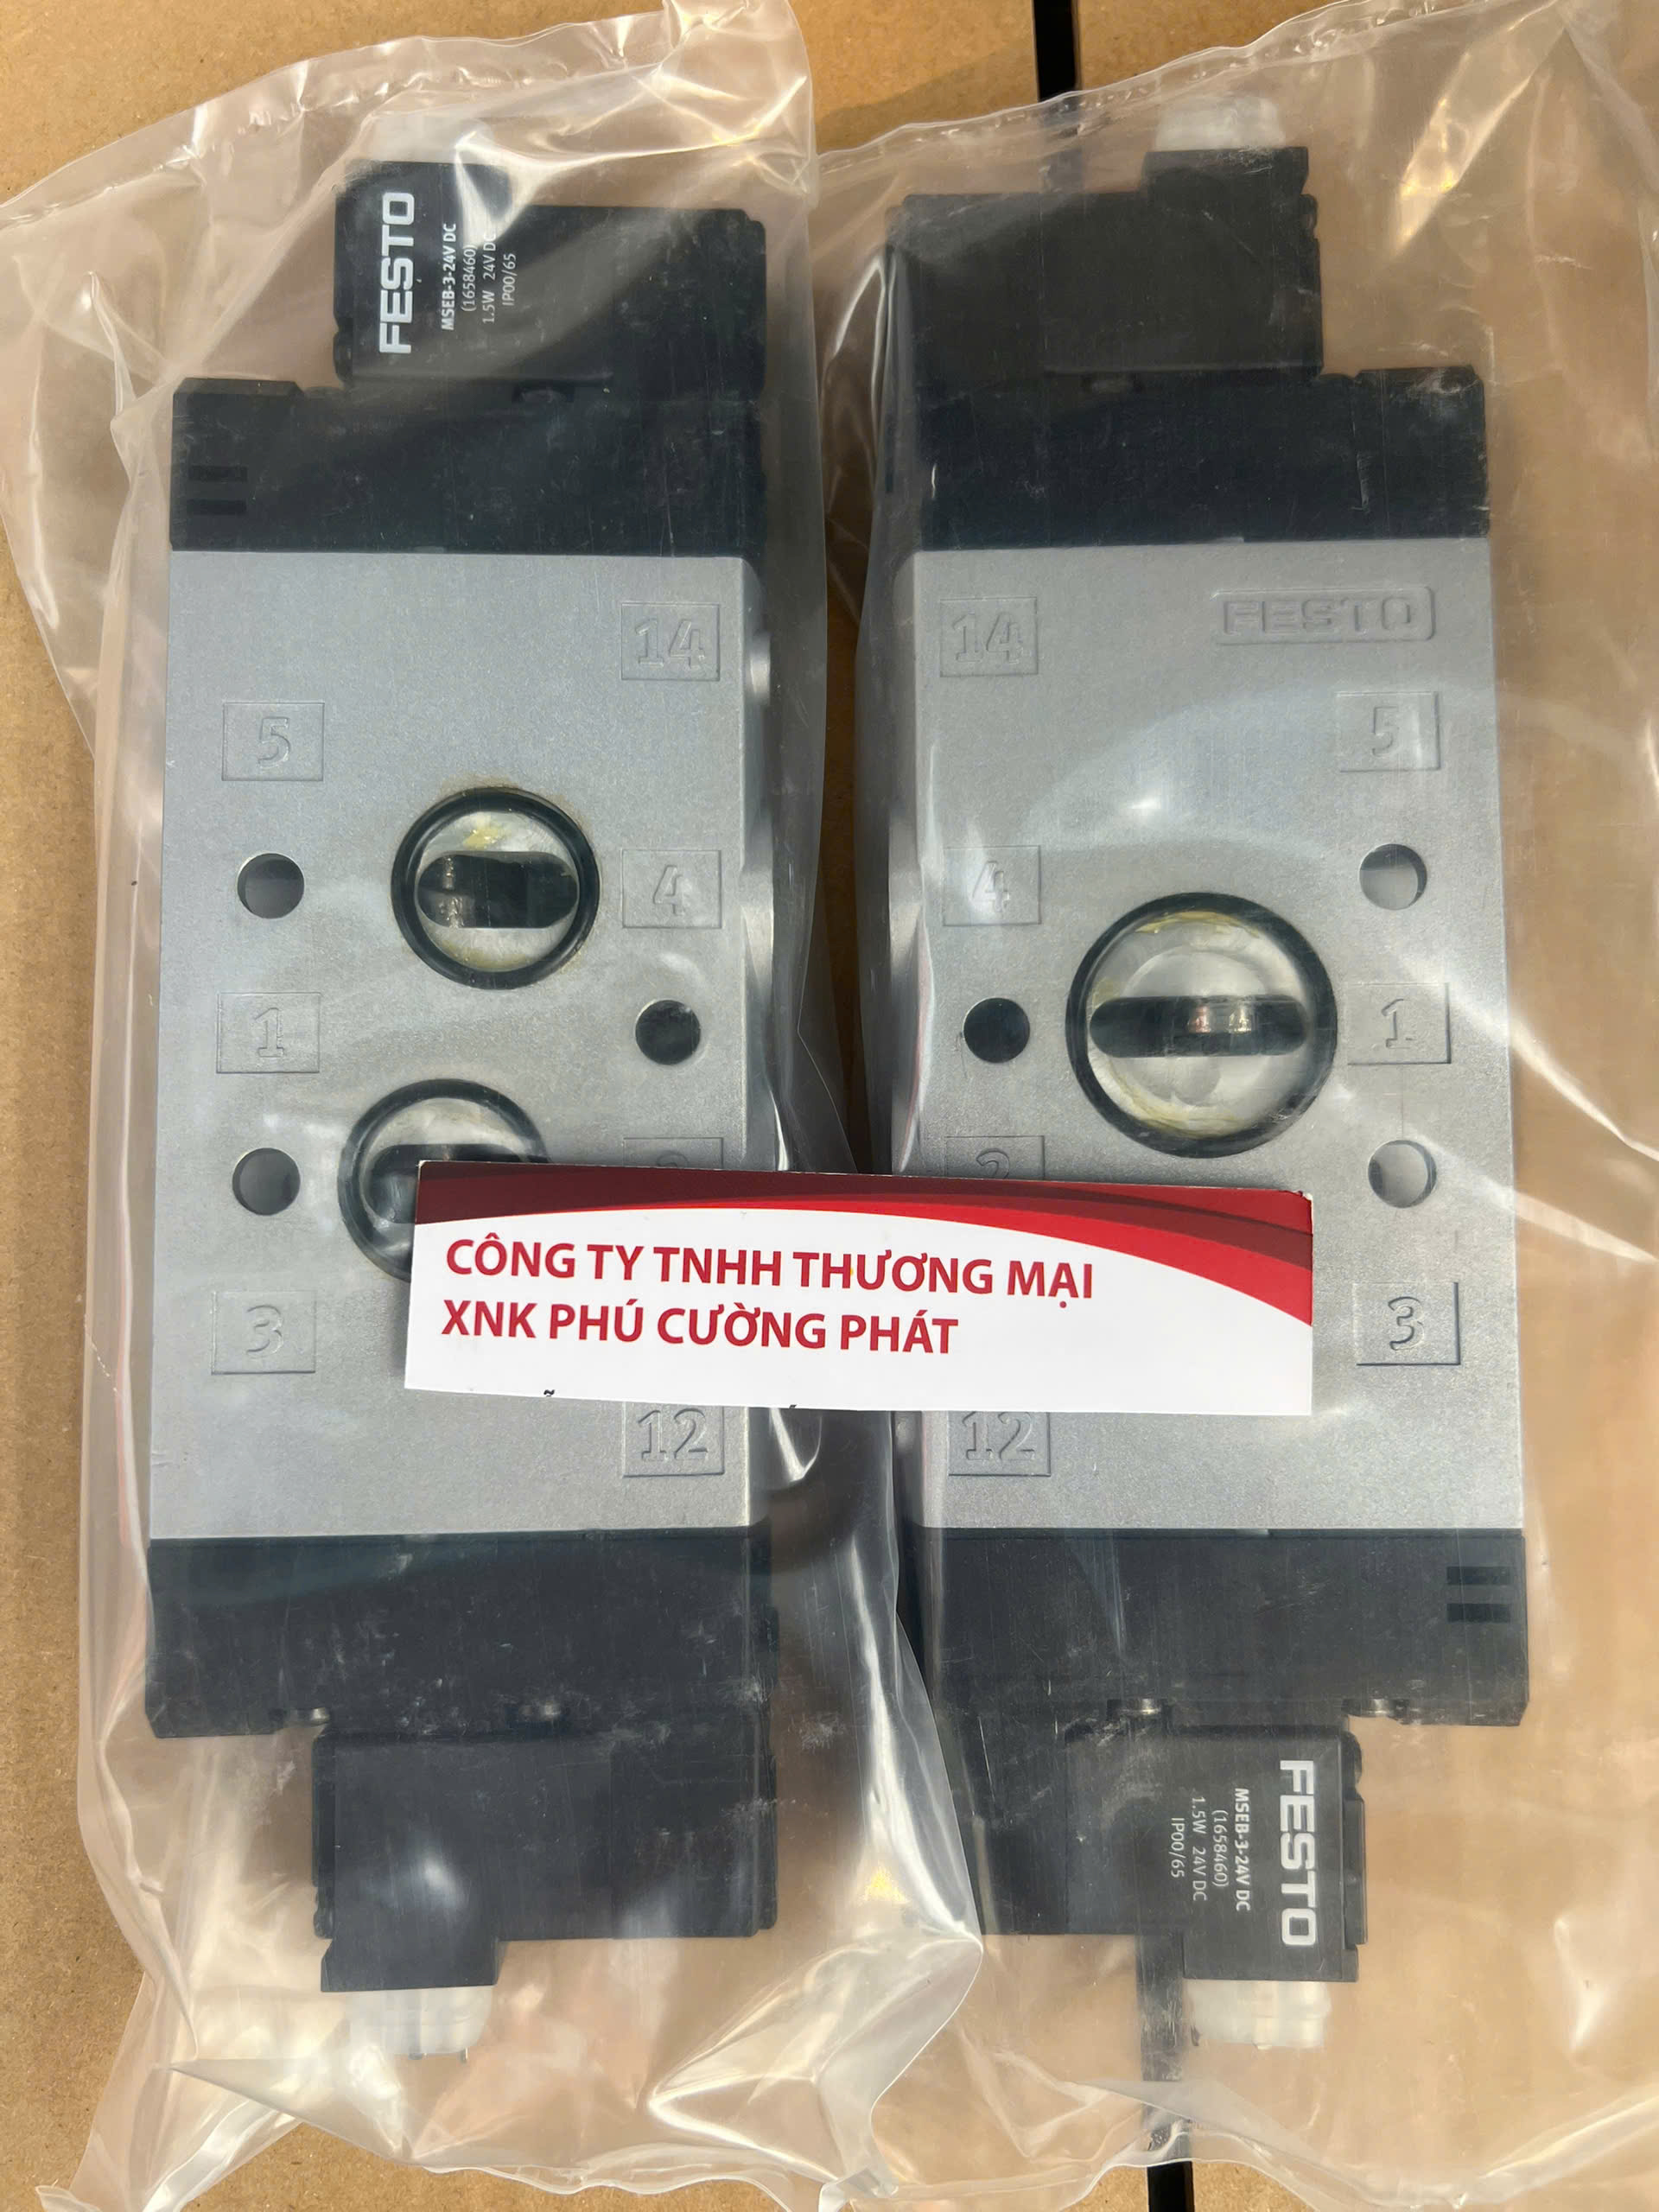 FESTO
MSEB-3-24V DC
(1658460)
1.5W 24V DC
IP00/65
14
5
4
1
3
12
14
FESTO
5
4
1
2
3
12
CÔNG TY TNHH THƯƠNG MẠI
XNK PHÚ CƯỜNG PHÁT
FESTO
MSEB-3-24V DC
(1658460)
1.5W 24V DC
IP00/65